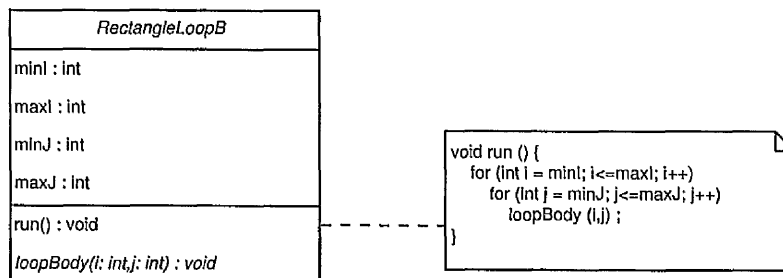 RectangleLoopB
minI : int
maxI : int
minJ : int
maxJ : int
run() : void
loopBody(i: int,j: int) : void
void run () {
for (int i = minI; i<=maxI; i++)
for (int j = minJ; j<=maxJ; j++)
loopBody (i,j) ;
}